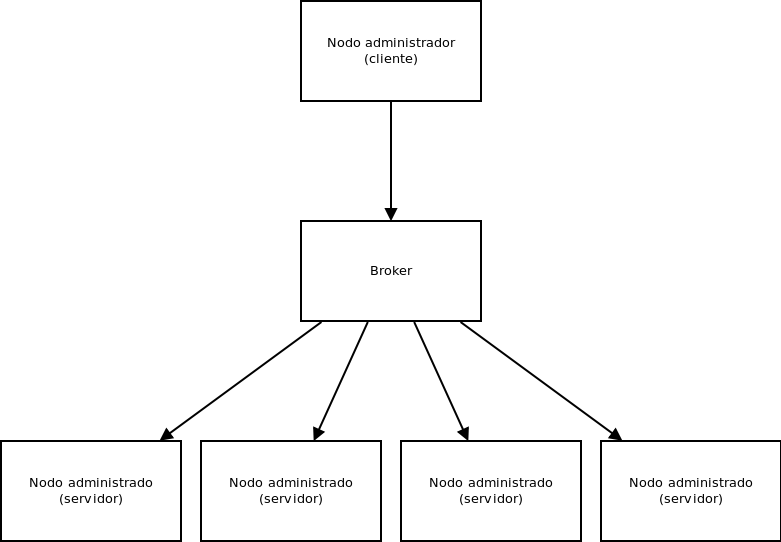 Nodo administrador
(cliente)
Broker
Nodo administrado
(servidor)
Nodo administrado
(servidor)
Nodo administrado
(servidor)
Nodo administrado
(servidor)